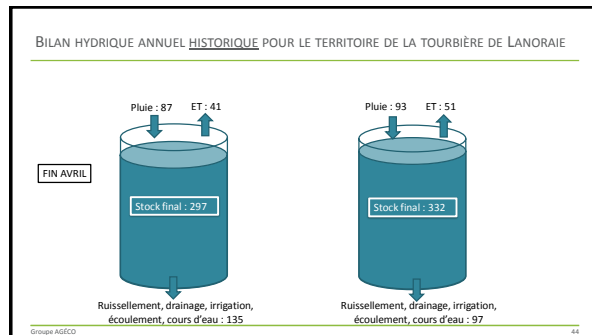 BILAN HYDRIQUE ANNUEL HISTORIQUE POUR LE TERRITOIRE DE LA TOURBIÈRE DE LANORAIE
Pluie : 87 ET : 41
Pluie : 93 ET : 51
FIN AVRIL
Stock final : 297
Stock final : 332
Ruissellement, drainage, irrigation,
écoulement, cours d'eau : 135
Ruissellement, drainage, irrigation,
écoulement, cours d'eau : 97
Groupe AGÉCO
44